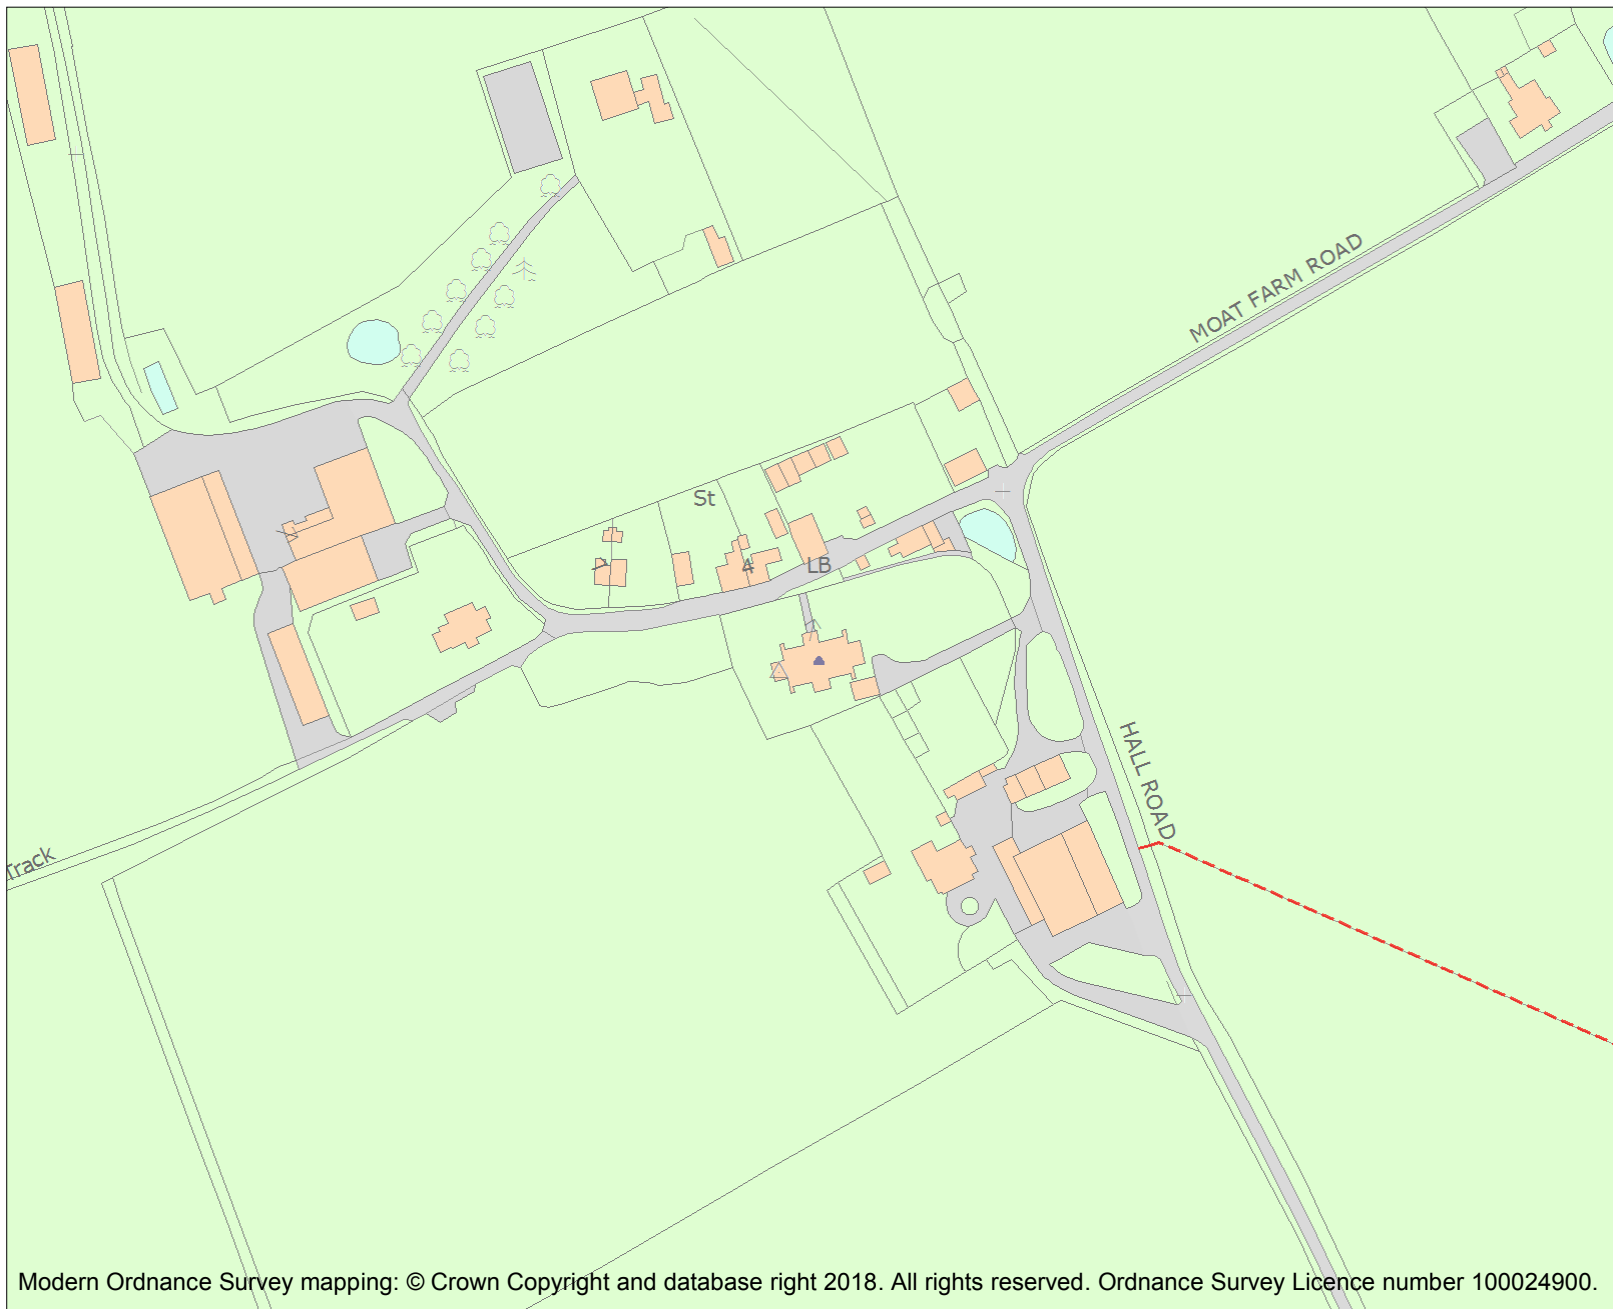 MOAT FARM ROAD
St
4
LB
HALL ROAD
Track
Modern Ordnance Survey mapping: © Crown Copyright and database right 2018. All rights reserved. Ordnance Survey Licence number 100024900.